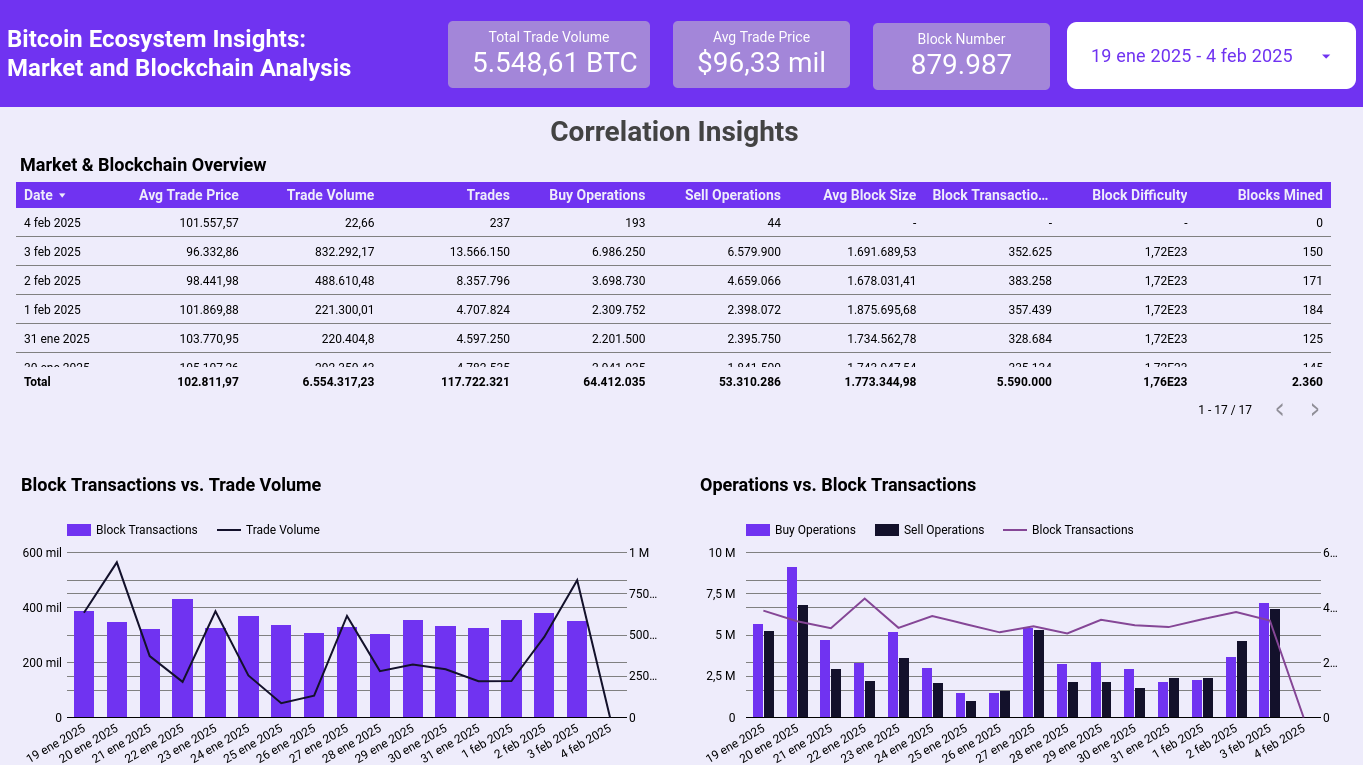 Bitcoin Ecosystem Insights:
Market and Blockchain Analysis
Total Trade Volume
5.548,61 BTC
Avg Trade Price
$96,33 mil
Block Number
879.987
19 ene 2025 - 4 feb 2025
Correlation Insights
Market & Blockchain Overview
Date Avg Trade Price Trade Volume Trades Buy Operations Sell Operations Avg Block Size Block Transactio… Block Difficulty Blocks Mined
4 feb 2025 101.557,57 22,66 237 193 44 - - - 0
3 feb 2025 96.332,86 832.292,17 13.566.150 6.986.250 6.579.900 1.691.689,53 352.625 1,72E23 150
2 feb 2025 98.441,98 488.610,48 8.357.796 3.698.730 4.659.066 1.678.031,41 383.258 1,72E23 171
1 feb 2025 101.869,88 221.300,01 4.707.824 2.309.752 2.398.072 1.875.695,68 357.439 1,72E23 184
31 ene 2025 103.770,95 220.404,8 4.597.250 2.201.500 2.395.750 1.734.562,78 328.684 1,72E23 125
30 ene 2025
Total 102.811,97 6.554.317,23 117.722.321 64.412.035 53.310.286 1.773.344,98 5.590.000 1,76E23 2.360
1 - 17 / 17
Block Transactions vs. Trade Volume
Block Transactions Trade Volume
600 mil
400 mil
200 mil
0
1 M
750…
500…
250…
0
19 ene 2025
20 ene 2025
21 ene 2025
22 ene 2025
23 ene 2025
24 ene 2025
25 ene 2025
26 ene 2025
27 ene 2025
28 ene 2025
29 ene 2025
30 ene 2025
31 ene 2025
1 feb 2025
2 feb 2025
3 feb 2025
4 feb 2025
Operations vs. Block Transactions
Buy Operations Sell Operations Block Transactions
10 M
7,5 M
5 M
2,5 M
0
6…
4…
2…
0
19 ene 2025
20 ene 2025
21 ene 2025
22 ene 2025
23 ene 2025
24 ene 2025
25 ene 2025
26 ene 2025
27 ene 2025
28 ene 2025
29 ene 2025
30 ene 2025
31 ene 2025
1 feb 2025
2 feb 2025
3 feb 2025
4 feb 2025